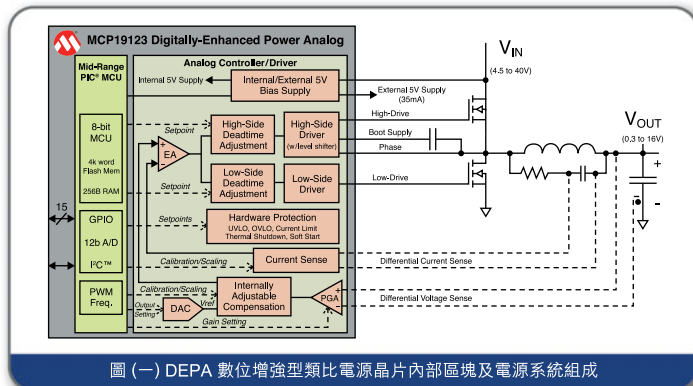 MCP19123 Digitally-Enhanced Power Analog
Mid-Range
PIC® MCU
Analog Controller/Driver
Internal 5V Supply
Internal/External 5V
Bias Supply
VIN
(4.5 to 40V)
External 5V Supply
(35mA)
8-bit
MCU
4k word
Flash Mem
256B RAM
Setpoint
High-Side
Deadtime
Adjustment
High-Side
Driver
(w/level shifter)
High-Drive
Boot Supply
Phase
VOUT
(0,3 to 16V)
+
-
EA
+
−
Setpoint
Low-Side
Deadtime
Adjustment
Low-Side
Driver
Low-Drive
15
GPIO
12b A/D
I²C™
Setpoints
Hardware Protection
UVLO, OVLO, Current Limit
Thermal Shutdown, Soft Start
Calibration/Scaling
Current Sense
Differential Current Sense
PWM
Freq.
Calibration/Scaling
Internally
Adjustable
Compensation
PGA
+
−
Differential Voltage Sense
Output
Setting
DAC
Vref
Gain Setting
圖 (一) DEPA 數位增強型類比電源晶片內部區塊及電源系統組成